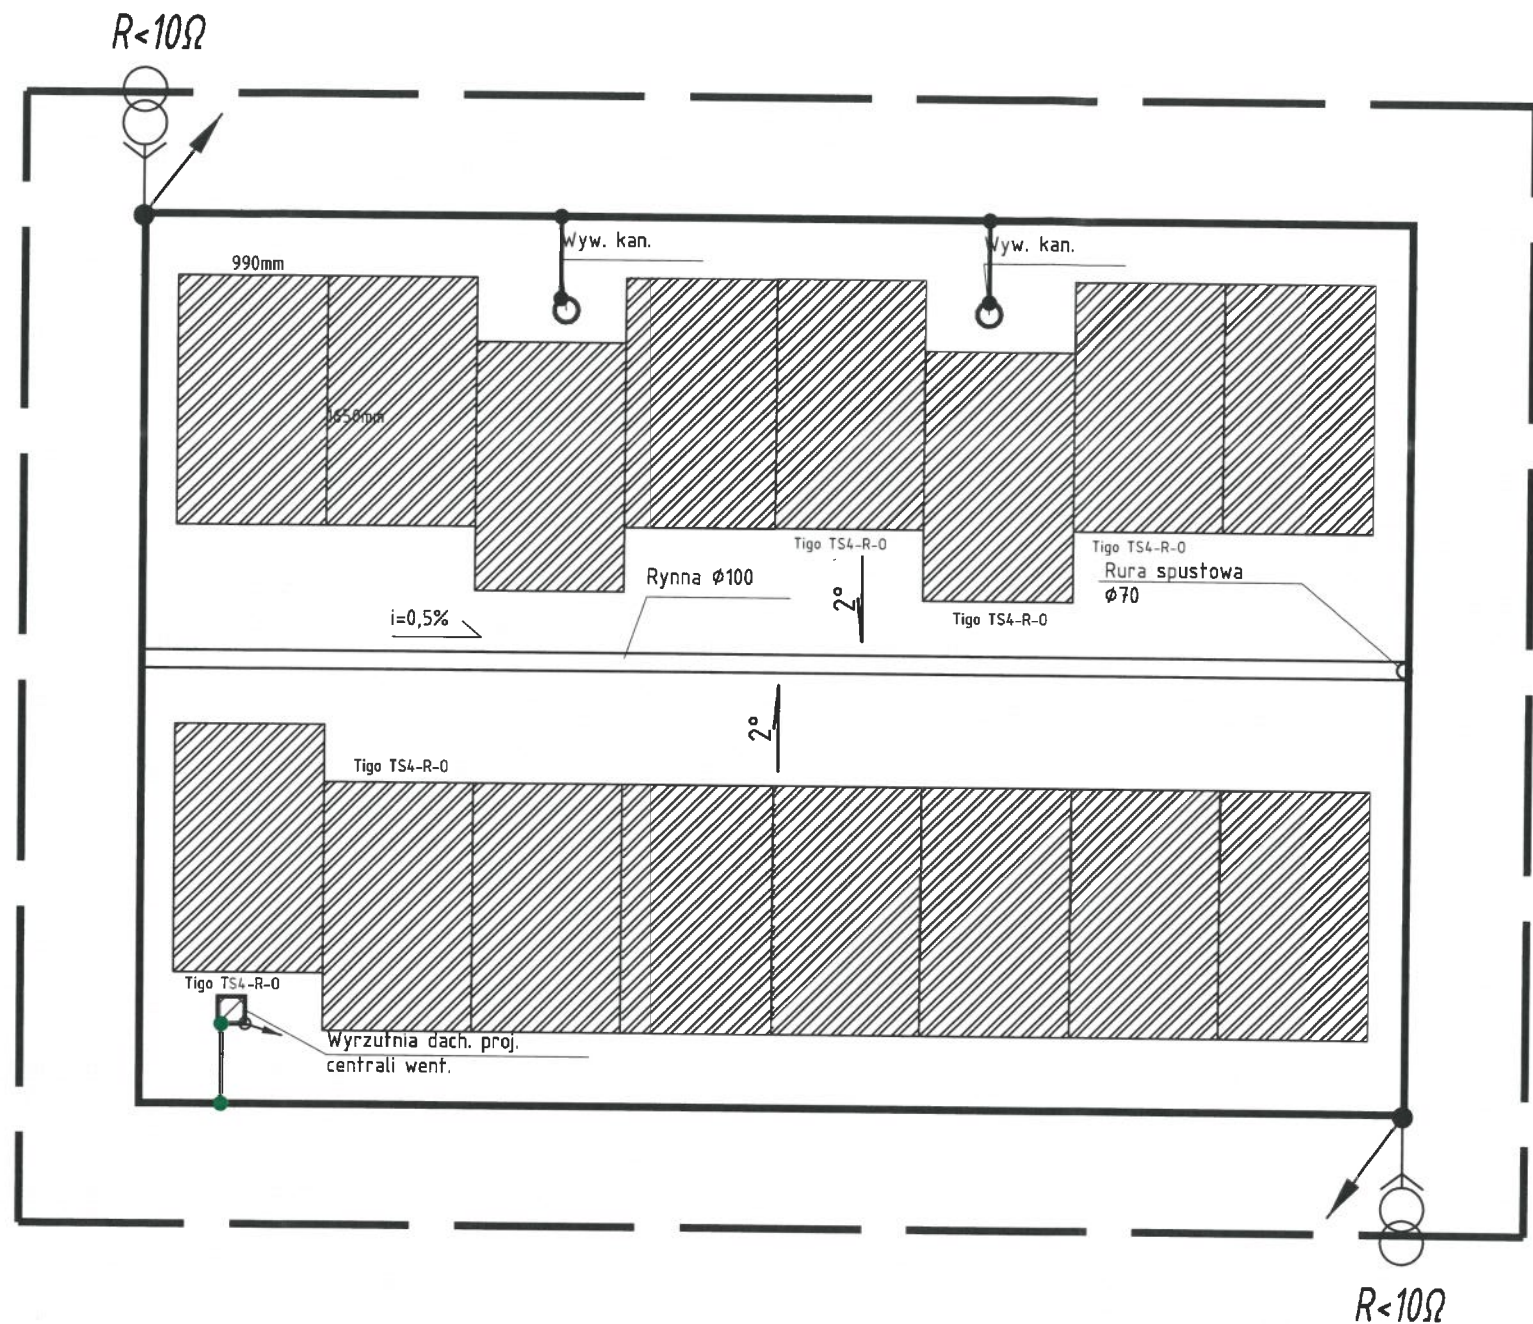 R<10Ω
Wyw. kan.
Wyw. kan.
990mm
1650mm
Tigo TS4-R-O
Tigo TS4-R-O
Rynna Ø100
2°
Rura spustowa
Ø70
i=0,5%
Tigo TS4-R-O
2°
Tigo TS4-R-O
Tigo TS4-R-O
Wyrzutnia dach. proj.
centrali went.
R<10Ω